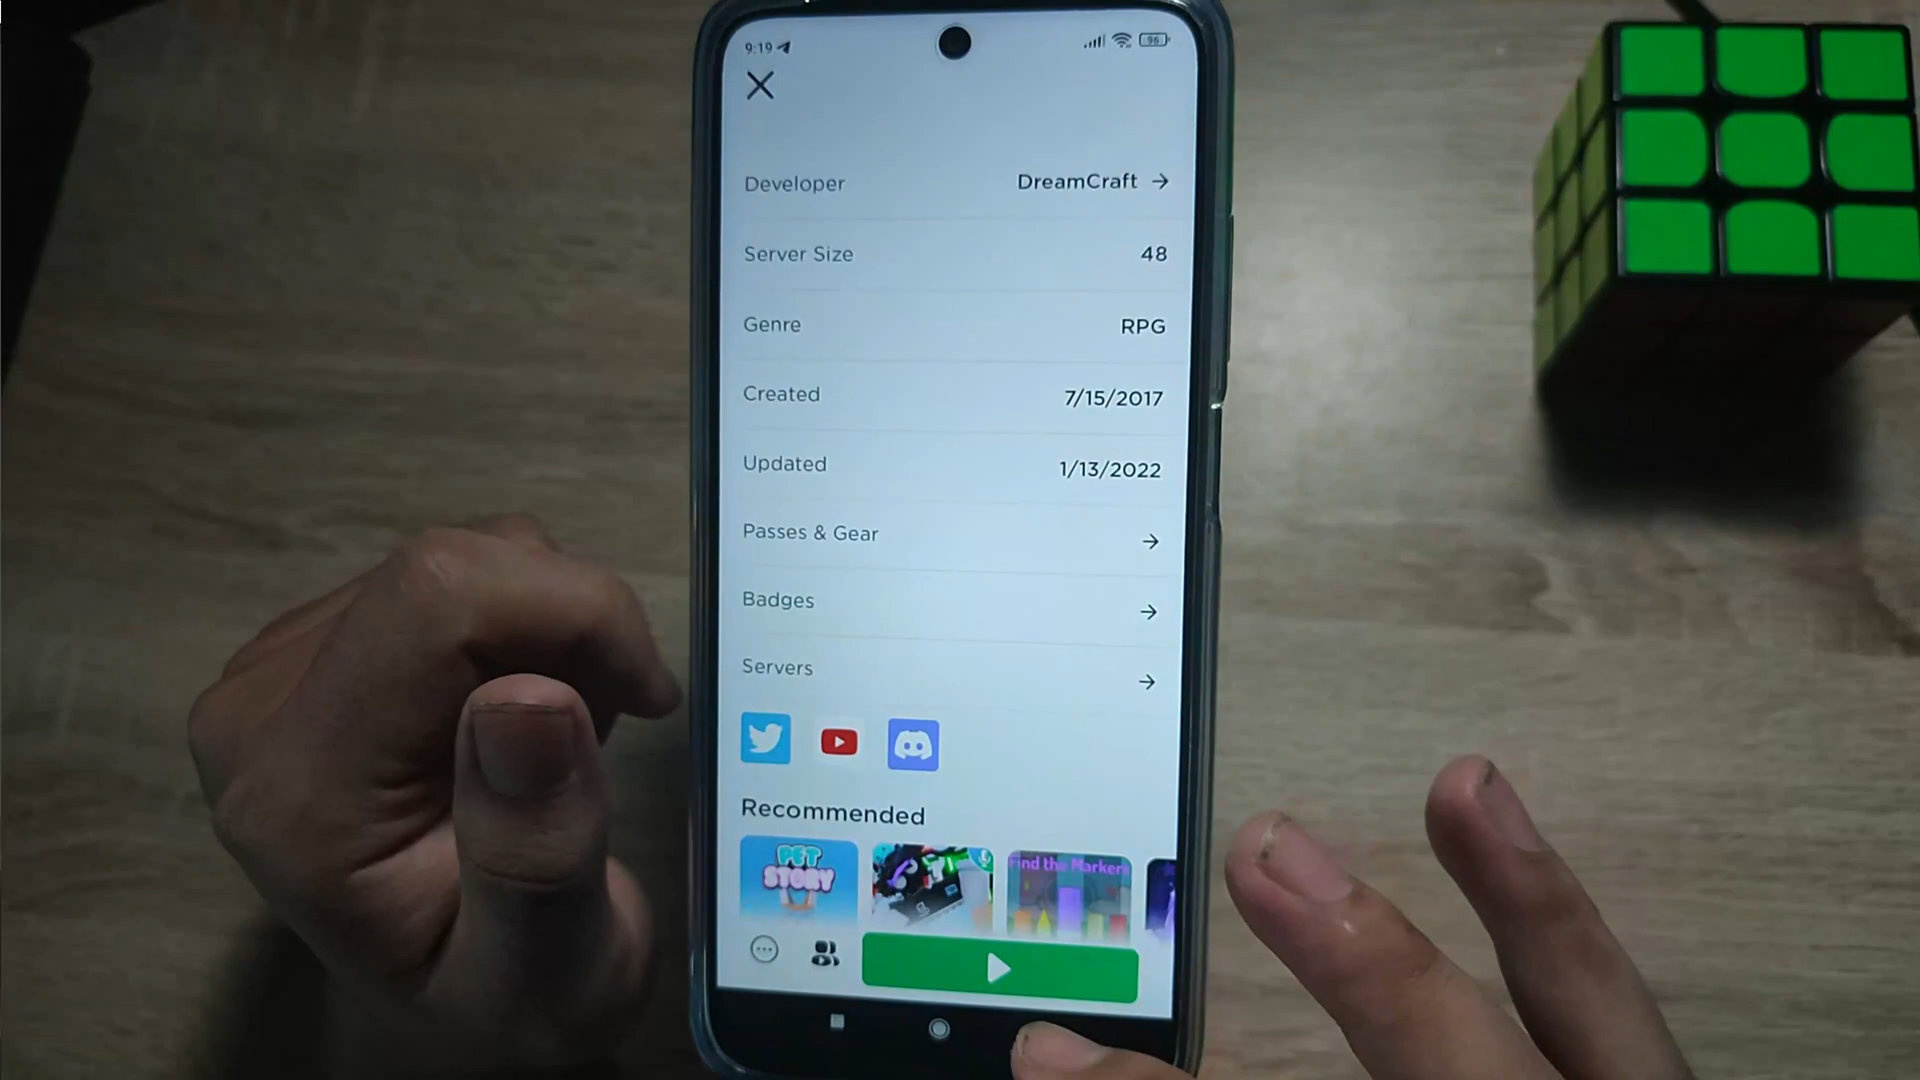 9:19
96
Developer DreamCraft
Server Size 48
Genre RPG
Created 7/15/2017
Updated 1/13/2022
Passes & Gear
Badges
Servers
Recommended
PET STORY
Find the Markers